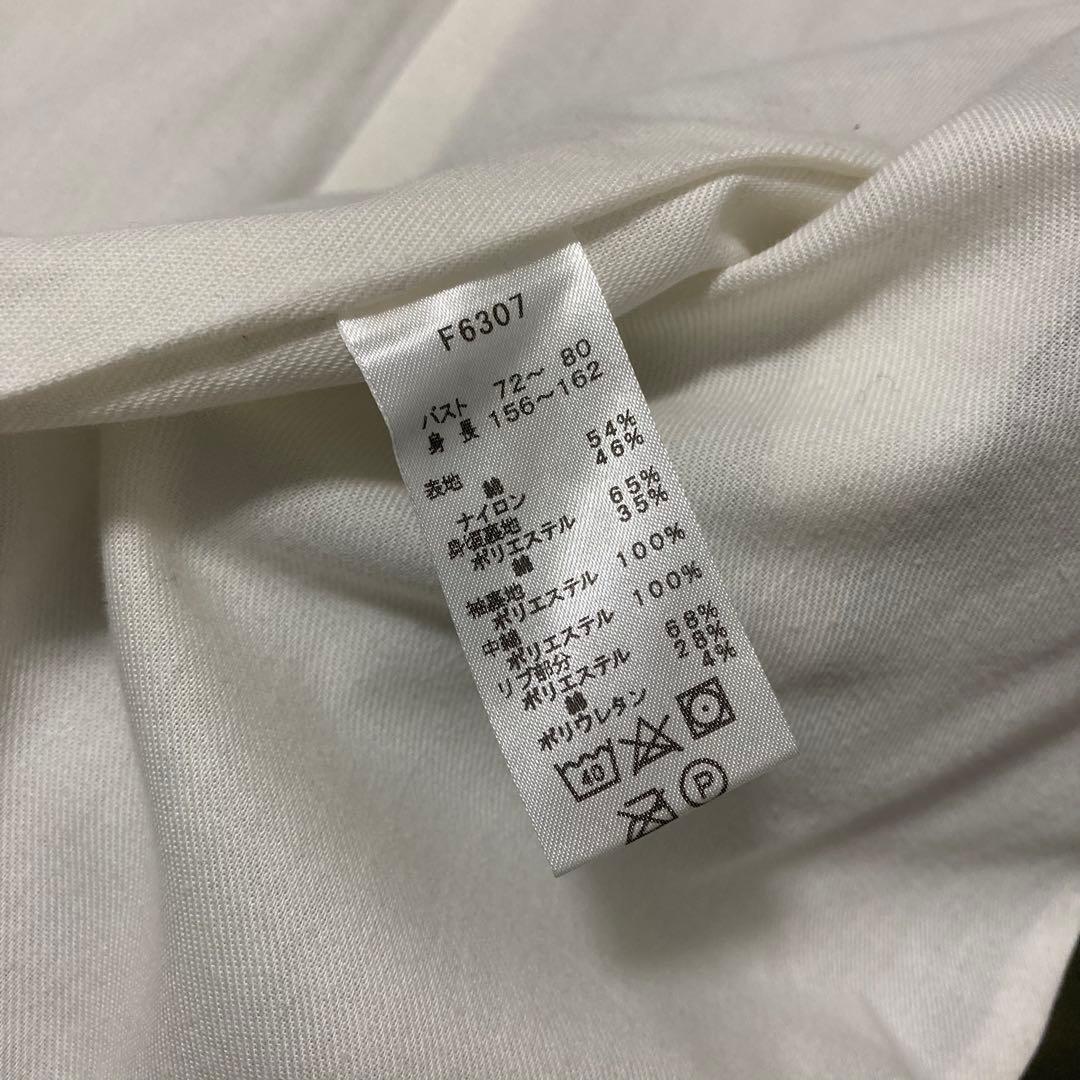 F6307
バスト 72～ 80
身 長 156～162
表地 綿 54%
ナイロン 46%
身頃裏地
ポリエステル 65%
綿 35%
袖裏地
ポリエステル 100%
中綿
ポリエステル 100%
リブ部分
ポリエステル 68%
綿 28%
ポリウレタン 4%
40
P